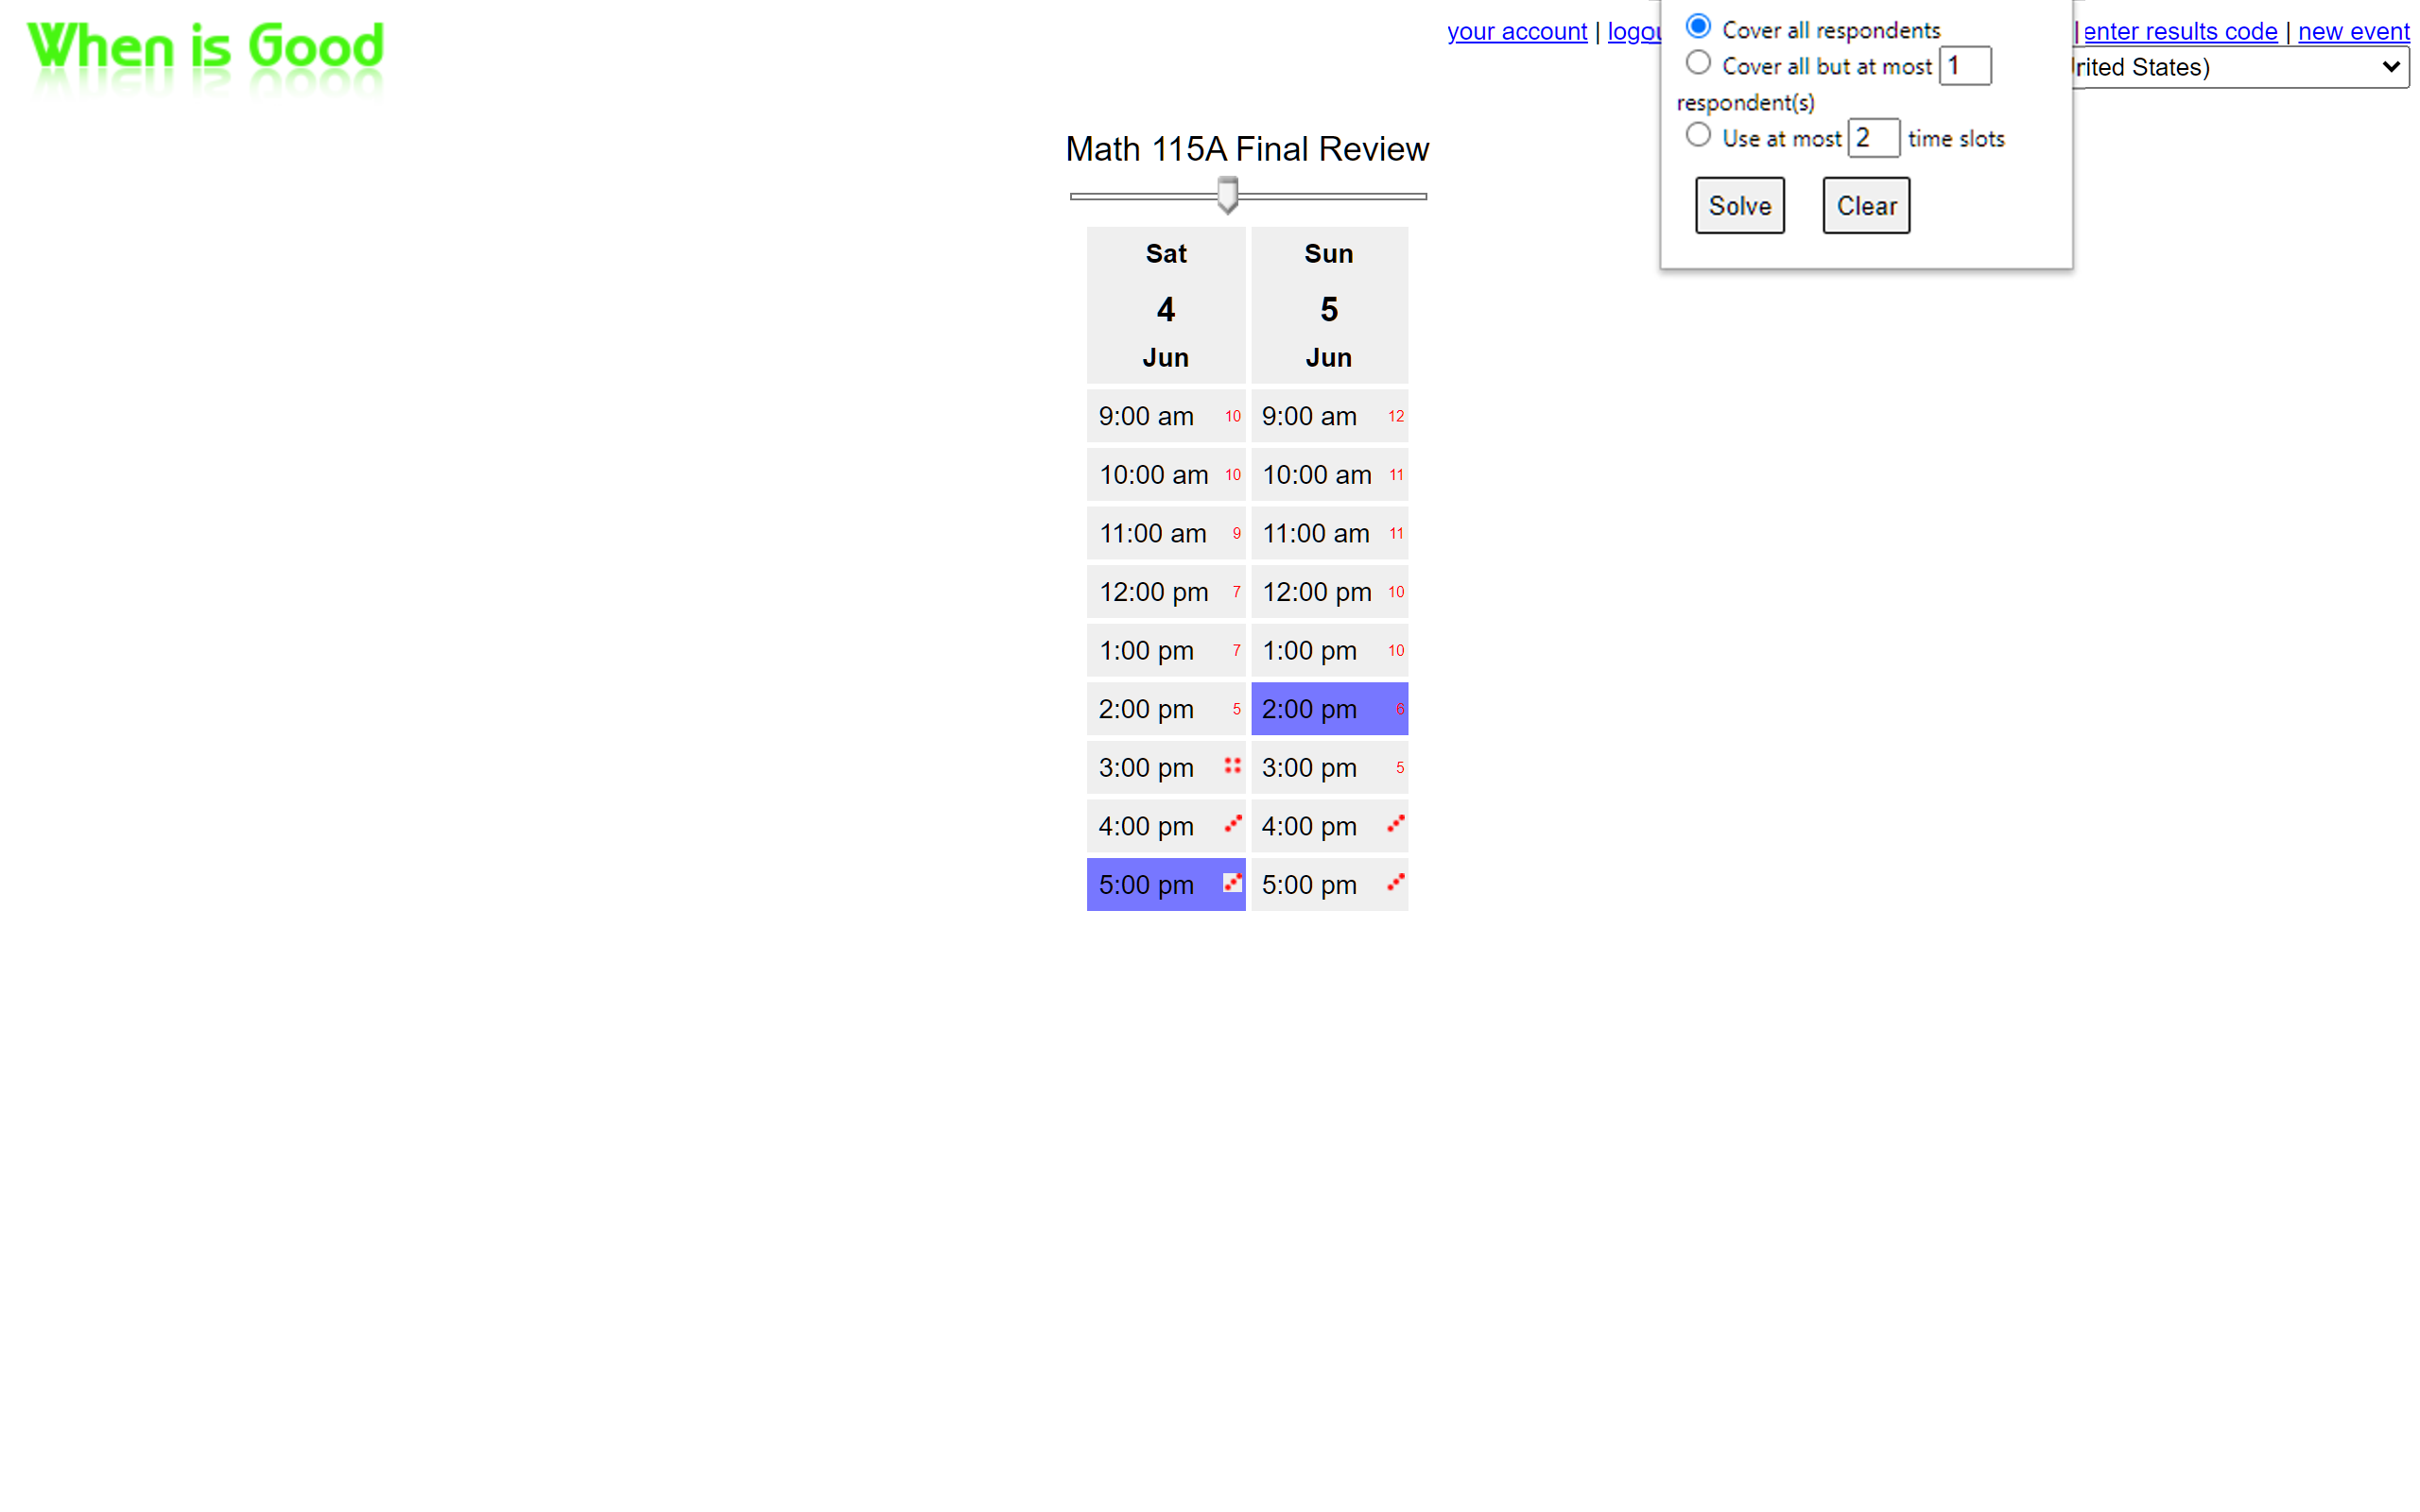 When is Good
your account | logou
| enter results code | new event
Cover all respondents
Cover all but at most 1
respondent(s)
Use at most 2 time slots
Solve Clear
rited States)
Math 115A Final Review
Sat Sun
4 5
Jun Jun
9:00 am 10 9:00 am 12
10:00 am 10 10:00 am 11
11:00 am 9 11:00 am 11
12:00 pm 7 12:00 pm 10
1:00 pm 7 1:00 pm 10
2:00 pm 5 2:00 pm 6
3:00 pm 3:00 pm 5
4:00 pm 4:00 pm
5:00 pm 5:00 pm